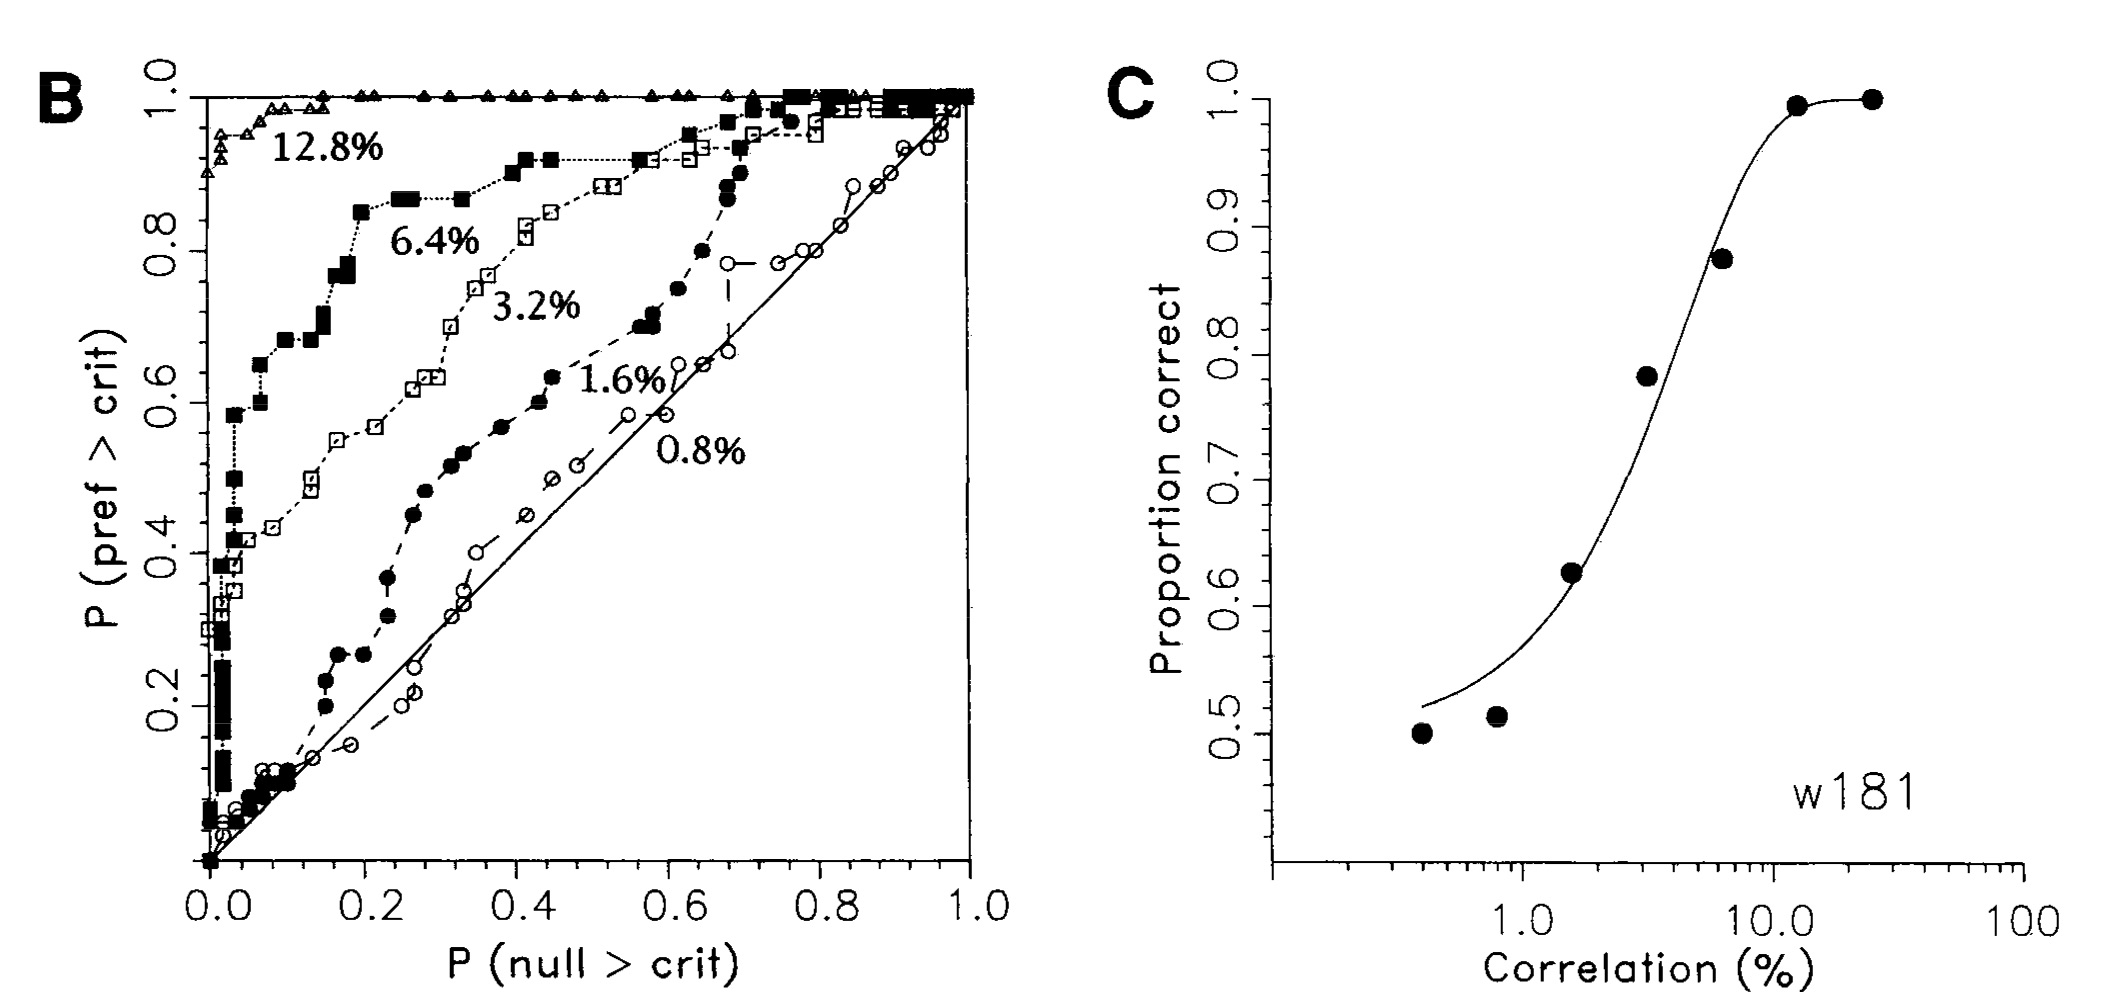 B
1.0
0.8
0.6
0.4
0.2
P (pref > crit)
12.8%
6.4%
3.2%
1.6%
0.8%
0.0 0.2 0.4 0.6 0.8 1.0
P (null > crit)
C
1.0
0.9
0.8
0.7
0.6
0.5
Proportion correct
w181
1.0 10.0 100
Correlation (%)